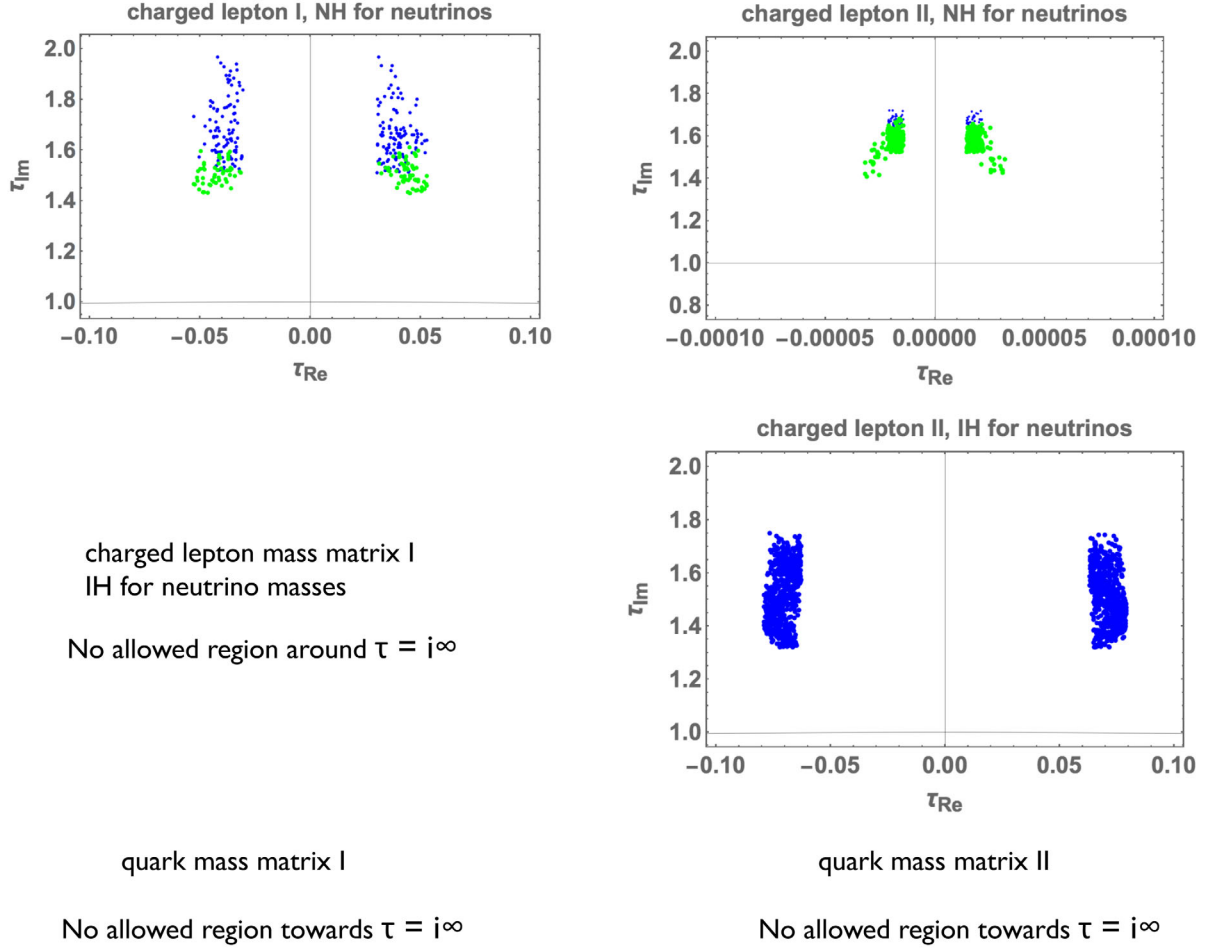 charged lepton I, NH for neutrinos
2.0
1.8
1.6
1.4
1.2
1.0
τIm
−0.10 −0.05 0.00 0.05 0.10
τRe
charged lepton II, NH for neutrinos
2.0
1.8
1.6
1.4
1.2
1.0
0.8
τIm
−0.00010 −0.00005 0.00000 0.00005 0.00010
τRe
charged lepton II, IH for neutrinos
2.0
1.8
1.6
1.4
1.2
1.0
τIm
−0.10 −0.05 0.00 0.05 0.10
τRe
charged lepton mass matrix I
IH for neutrino masses
No allowed region around τ = i∞
quark mass matrix I
No allowed region towards τ = i∞
quark mass matrix II
No allowed region towards τ = i∞